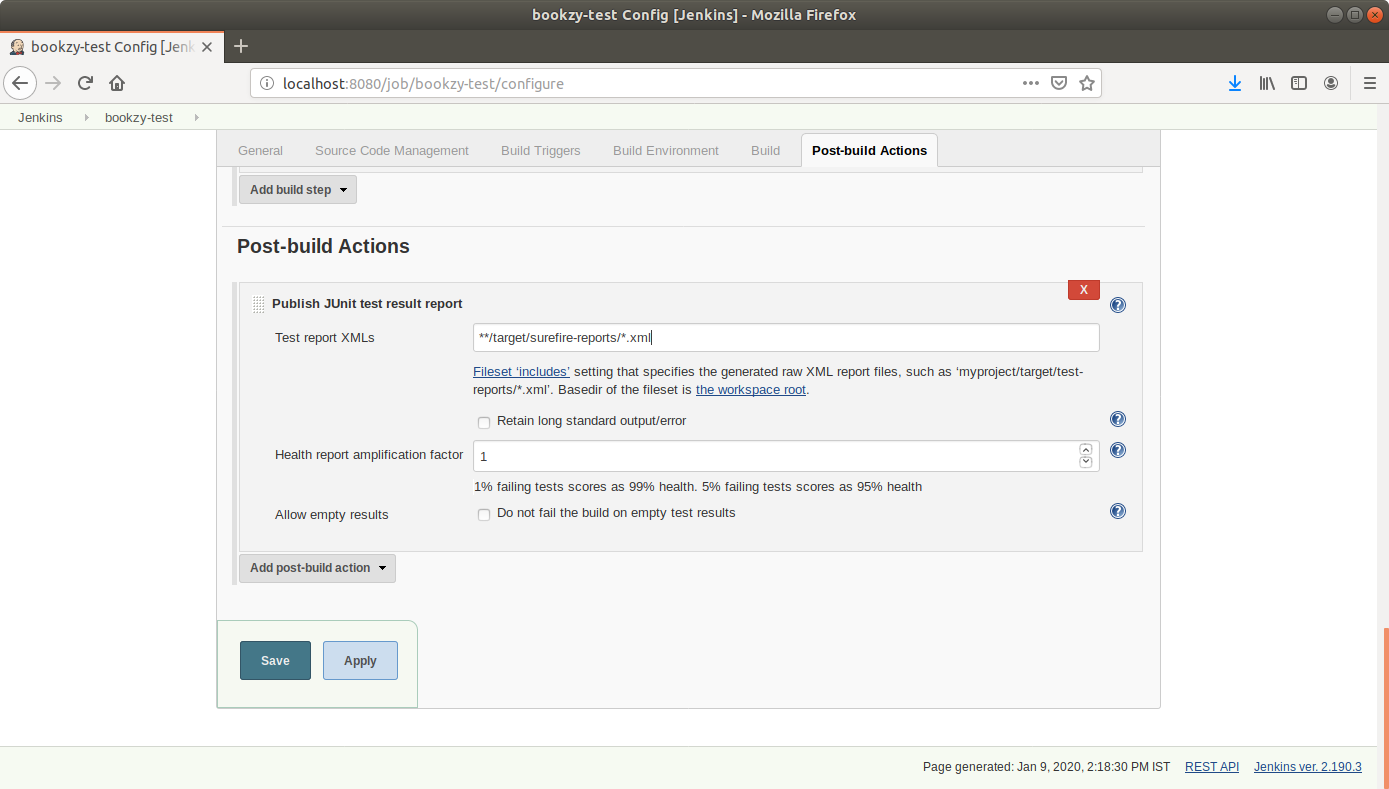 bookzy-test Config [Jenkins] - Mozilla Firefox
bookzy-test Config [Jenk
localhost:8080/job/bookzy-test/configure
Jenkins bookzy-test
General Source Code Management Build Triggers Build Environment Build Post-build Actions
Add build step
Post-build Actions
X
Publish JUnit test result report
Test report XMLs **/target/surefire-reports/*.xml
Fileset ‘includes’ setting that specifies the generated raw XML report files, such as ‘myproject/target/test-
reports/*.xml’. Basedir of the fileset is the workspace root.
Retain long standard output/error
Health report amplification factor 1
1% failing tests scores as 99% health. 5% failing tests scores as 95% health
Allow empty results Do not fail the build on empty test results
Add post-build action
Save Apply
Page generated: Jan 9, 2020, 2:18:30 PM IST REST API Jenkins ver. 2.190.3